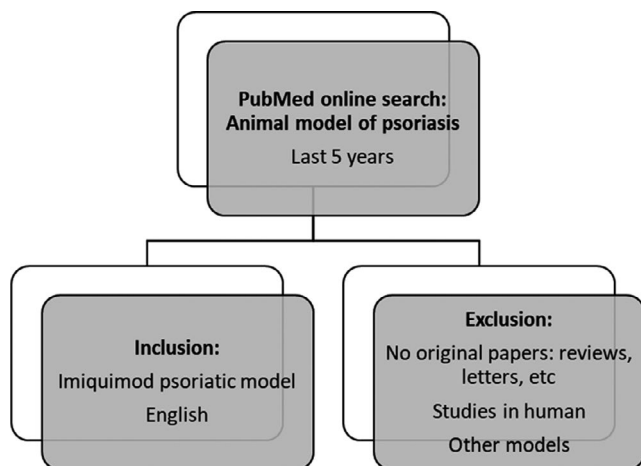 PubMed online search:
Animal model of psoriasis
Last 5 years
Inclusion:
Imiquimod psoriatic model
English
Exclusion:
No original papers: reviews,
letters, etc
Studies in human
Other models